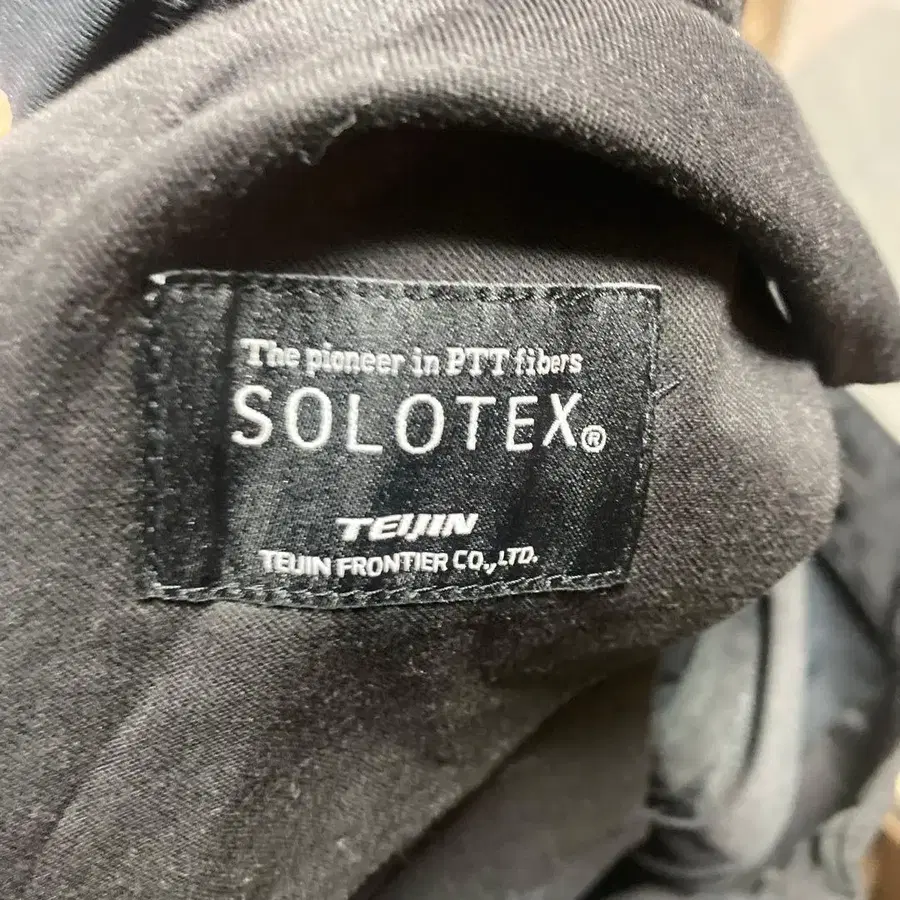 The pioneer in PTT fibers
SOLOTEX®
TEIJIN
TEIJIN FRONTIER CO.,LTD.